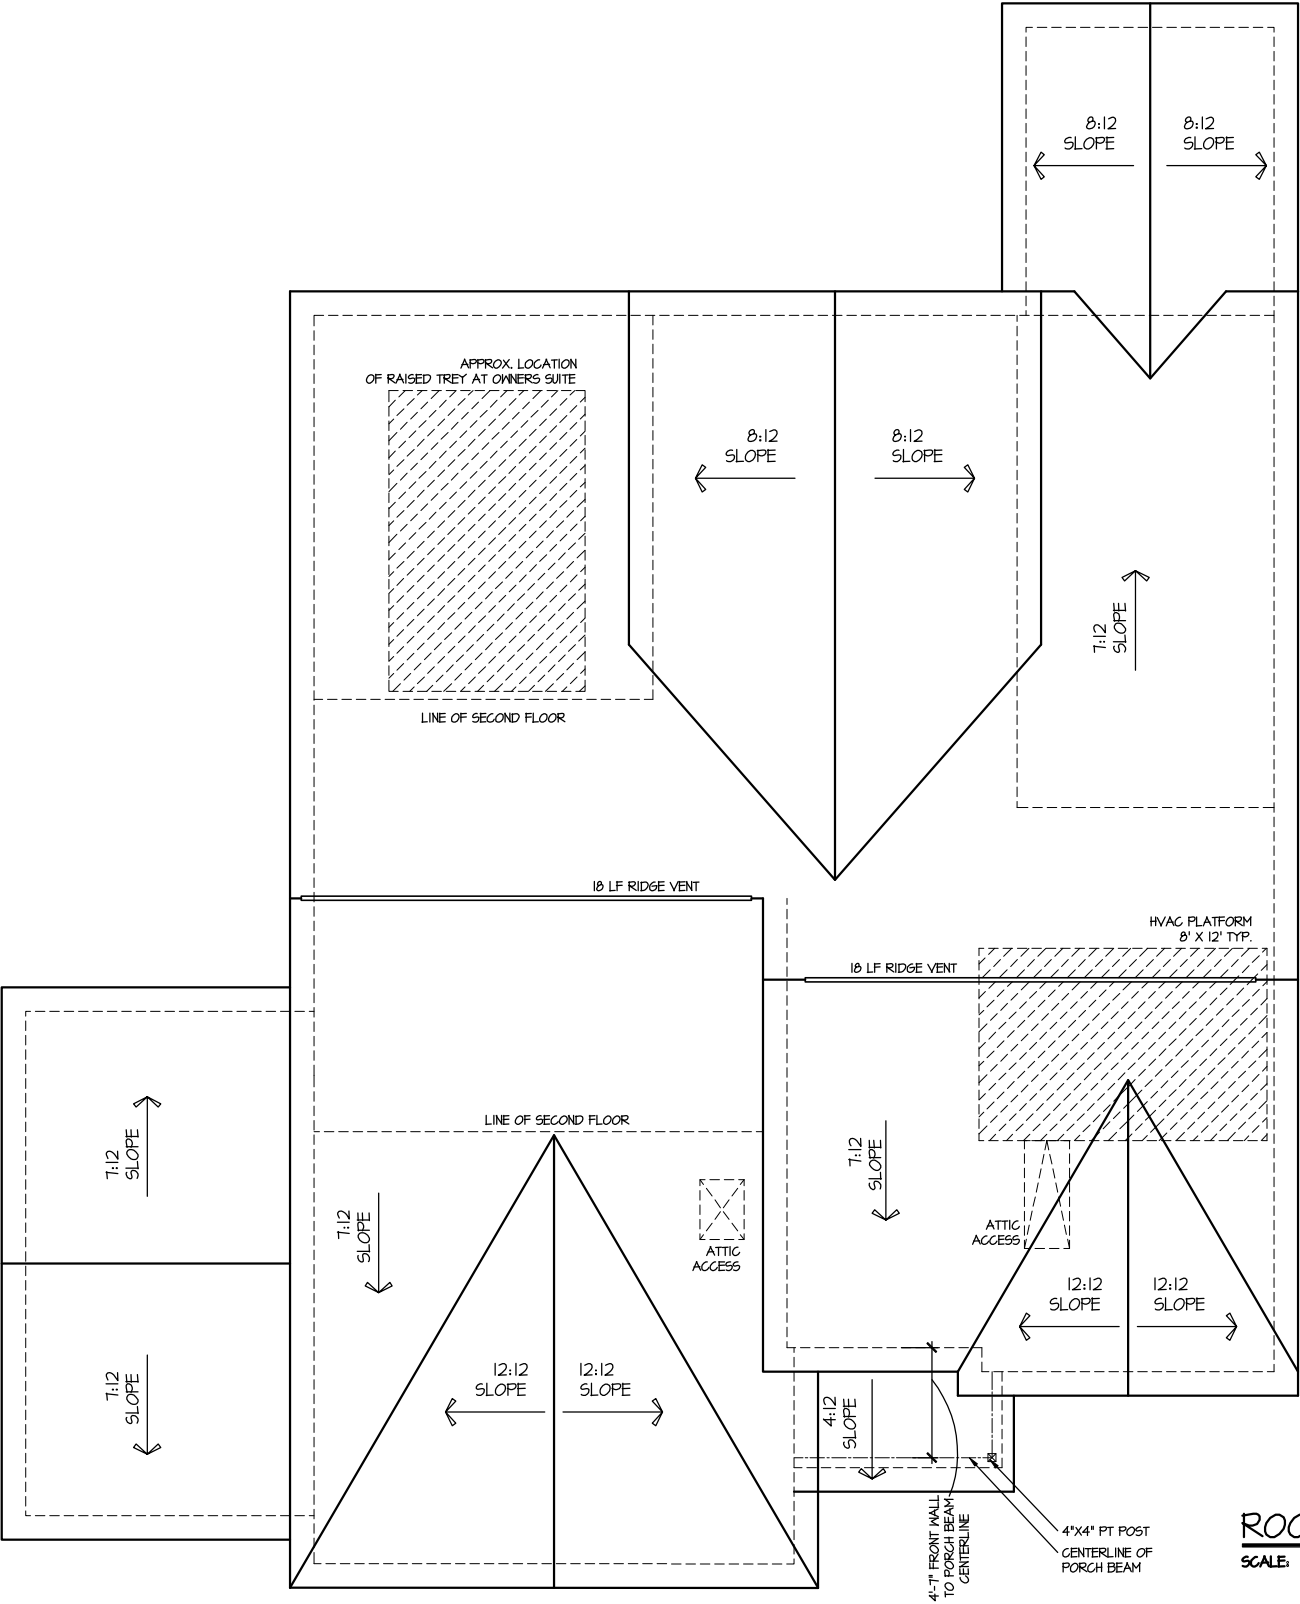 8:12
SLOPE
8:12
SLOPE
APPROX. LOCATION
OF RAISED TREY AT OWNERS SUITE
8:12
SLOPE
8:12
SLOPE
7:12
SLOPE
LINE OF SECOND FLOOR
18 LF RIDGE VENT
HVAC PLATFORM
8' X 12' TYP.
18 LF RIDGE VENT
LINE OF SECOND FLOOR
7:12
SLOPE
7:12
SLOPE
7:12
SLOPE
ATTIC
ACCESS
ATTIC
ACCESS
12:12
SLOPE
12:12
SLOPE
7:12
SLOPE
12:12
SLOPE
12:12
SLOPE
4:12
SLOPE
4'-7" FRONT WALL
TO PORCH BEAM
CENTERLINE
4"X4" PT POST
CENTERLINE OF
PORCH BEAM
ROO
SCALE: